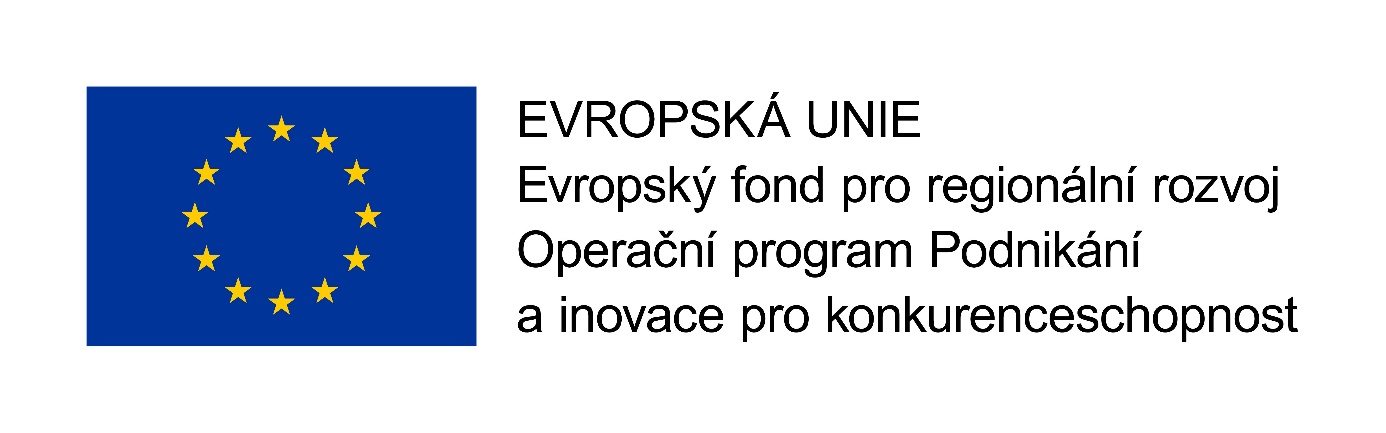 EVROPSKÁ UNIE
Evropský fond pro regionální rozvoj
Operační program Podnikání
a inovace pro konkurenceschopnost